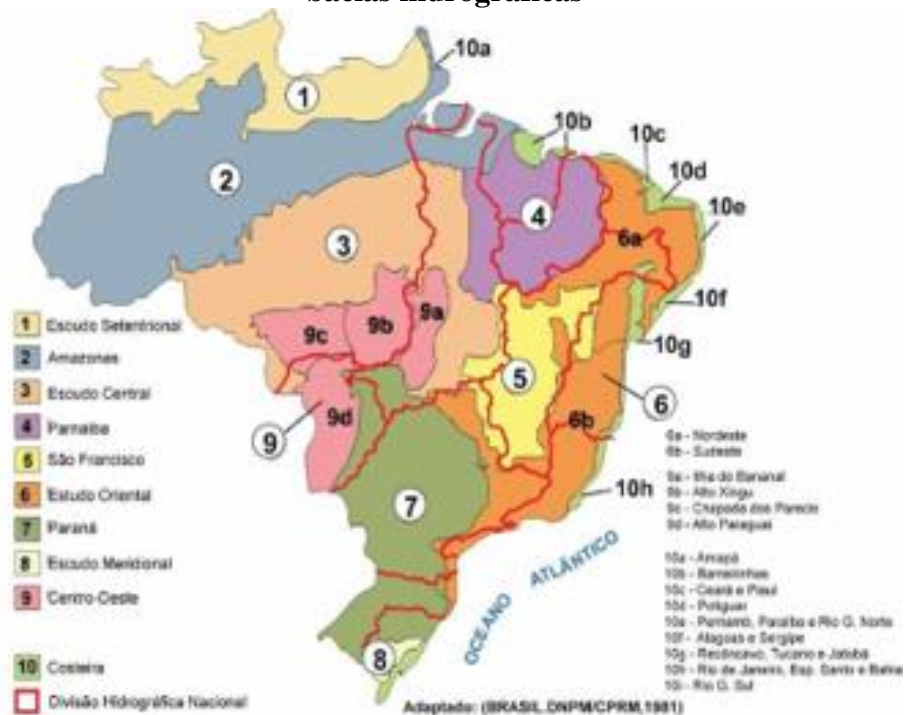 bacias hidrográficas
10a
1
10b
10c
10d
2
10e
4
6a
3
10f
9a
9b
9c
10g
5
6
9d
9
6b
10h
7
8
1 Escudo Setentrional
2 Amazonas
3 Escudo Central
4 Parnaíba
5 São Francisco
6 Escudo Oriental
7 Paraná
8 Escudo Meridional
9 Centro-Oeste
10 Costeira
Divisão Hidrográfica Nacional
6a - Nordeste
6b - Sudeste
9a - Ilha do Bananal
9b - Alto Xingu
9c - Chapada dos Parecis
9d - Alto Paraguai
10a - Amapá
10b - Barreirinhas
10c - Ceará e Piauí
10d - Potiguar
10e - Pernamb, Paraíba e Rio G. Norte
10f - Alagoas e Sergipe
10g - Recôncavo, Tucano e Jatobá
10h - Rio de Janeiro, Esp. Santo e Bahia
10i - Rio G. Sul
OCEANO ATLÂNTICO
Adaptado: (BRASIL.DNPM/CPRM,1981)